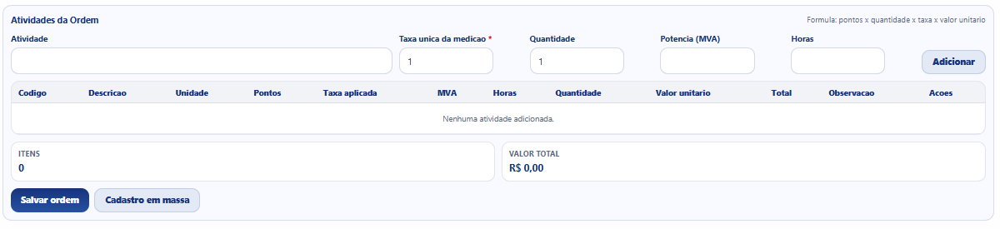 Atividades da Ordem Formula: pontos x quantidade x taxa x valor unitario
Atividade Taxa unica da medicao * Quantidade Potencia (MVA) Horas
1 1 Adicionar
Codigo Descricao Unidade Pontos Taxa aplicada MVA Horas Quantidade Valor unitario Total Observacao Acoes
Nenhuma atividade adicionada.
ITENS VALOR TOTAL
0 R$ 0,00
Salvar ordem Cadastro em massa